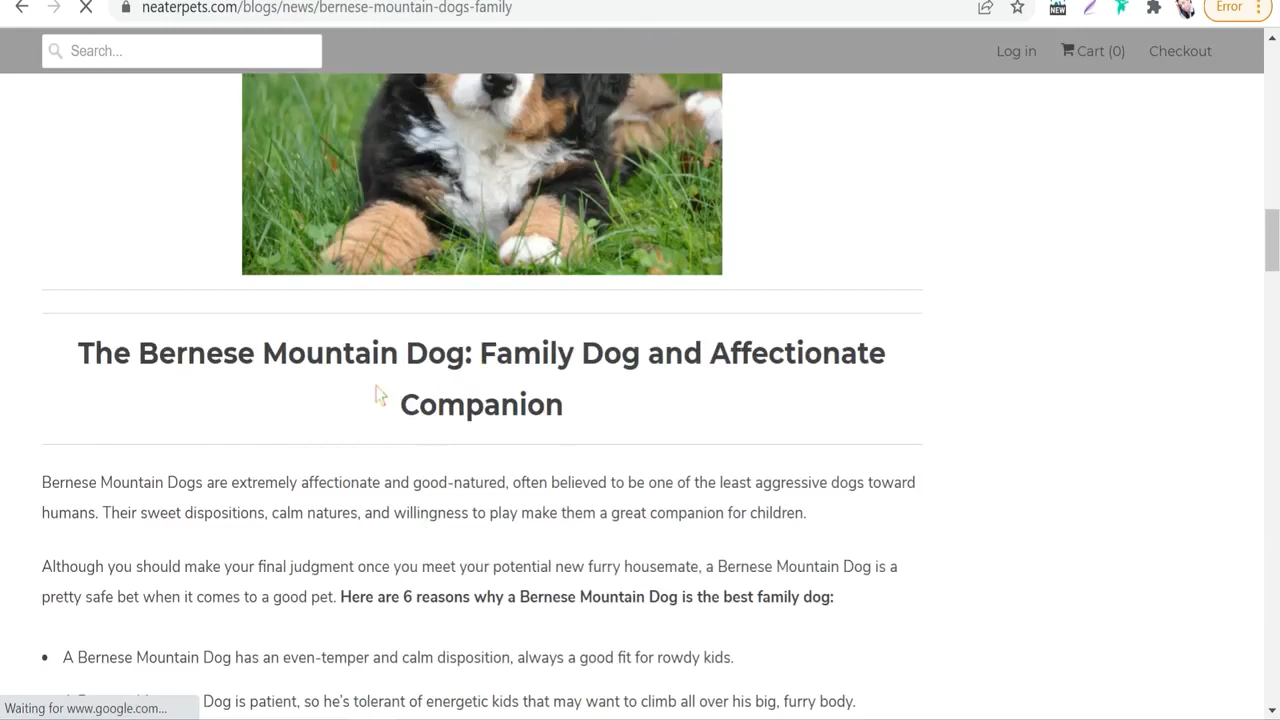 neaterpets.com/blogs/news/bernese-mountain-dogs-family
NEW
Error
Search...
Log in
Cart (0)
Checkout
The Bernese Mountain Dog: Family Dog and Affectionate
Companion
Bernese Mountain Dogs are extremely affectionate and good-natured, often believed to be one of the least aggressive dogs toward
humans. Their sweet dispositions, calm natures, and willingness to play make them a great companion for children.
Although you should make your final judgment once you meet your potential new furry housemate, a Bernese Mountain Dog is a
pretty safe bet when it comes to a good pet. Here are 6 reasons why a Bernese Mountain Dog is the best family dog:
• A Bernese Mountain Dog has an even-temper and calm disposition, always a good fit for rowdy kids.
Dog is patient, so he's tolerant of energetic kids that may want to climb all over his big, furry body.
Waiting for www.google.com...